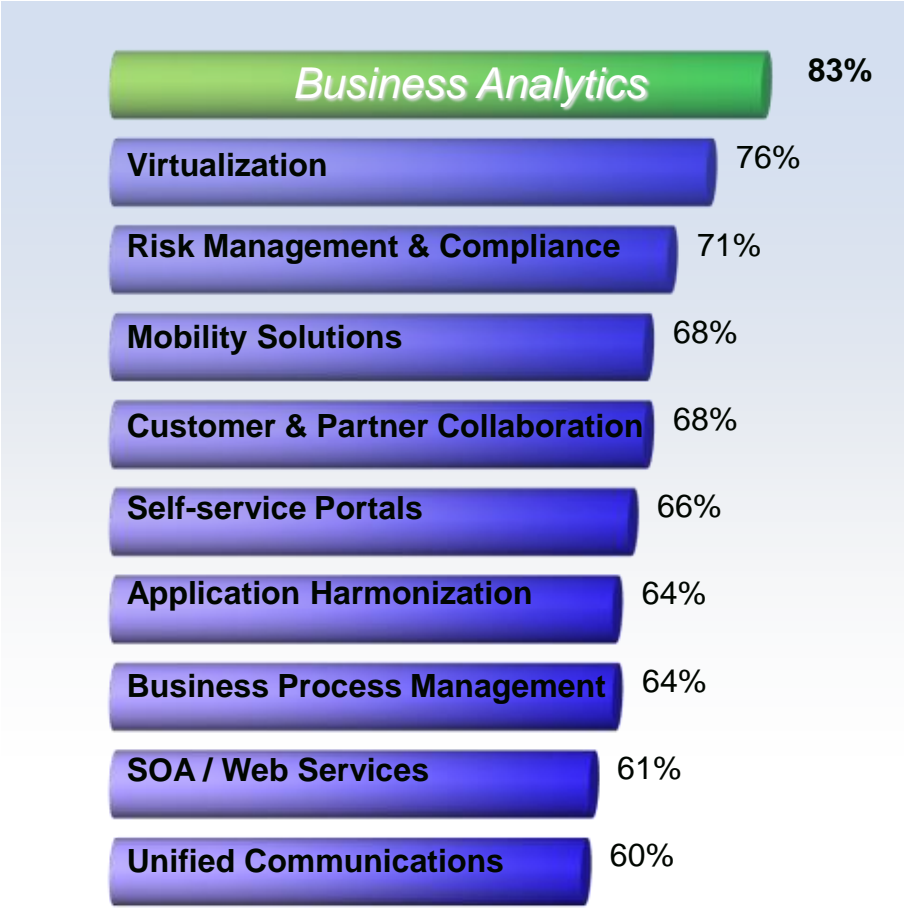 Business Analytics 83%
Virtualization 76%
Risk Management & Compliance 71%
Mobility Solutions 68%
Customer & Partner Collaboration 68%
Self-service Portals 66%
Application Harmonization 64%
Business Process Management 64%
SOA / Web Services 61%
Unified Communications 60%